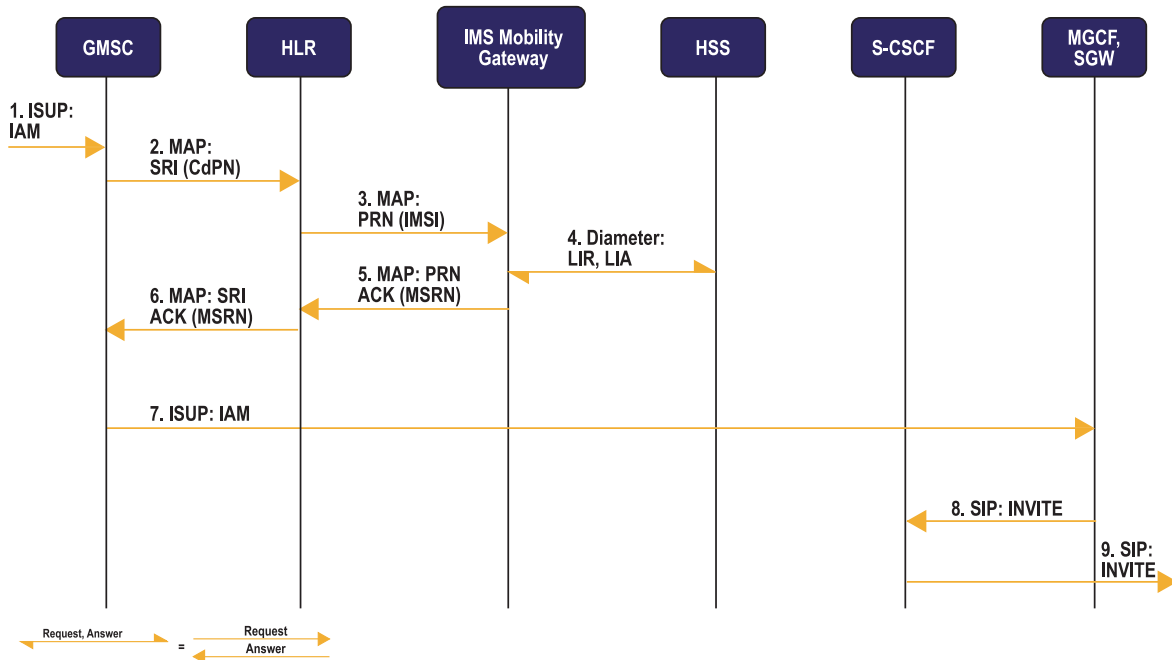 GMSC
HLR
IMS Mobility
Gateway
HSS
S-CSCF
MGCF,
SGW
1. ISUP:
IAM
2. MAP:
SRI (CdPN)
3. MAP:
PRN (IMSI)
4. Diameter:
LIR, LIA
5. MAP: PRN
ACK (MSRN)
6. MAP: SRI
ACK (MSRN)
7. ISUP: IAM
8. SIP: INVITE
9. SIP:
INVITE
Request, Answer
=
Request
Answer